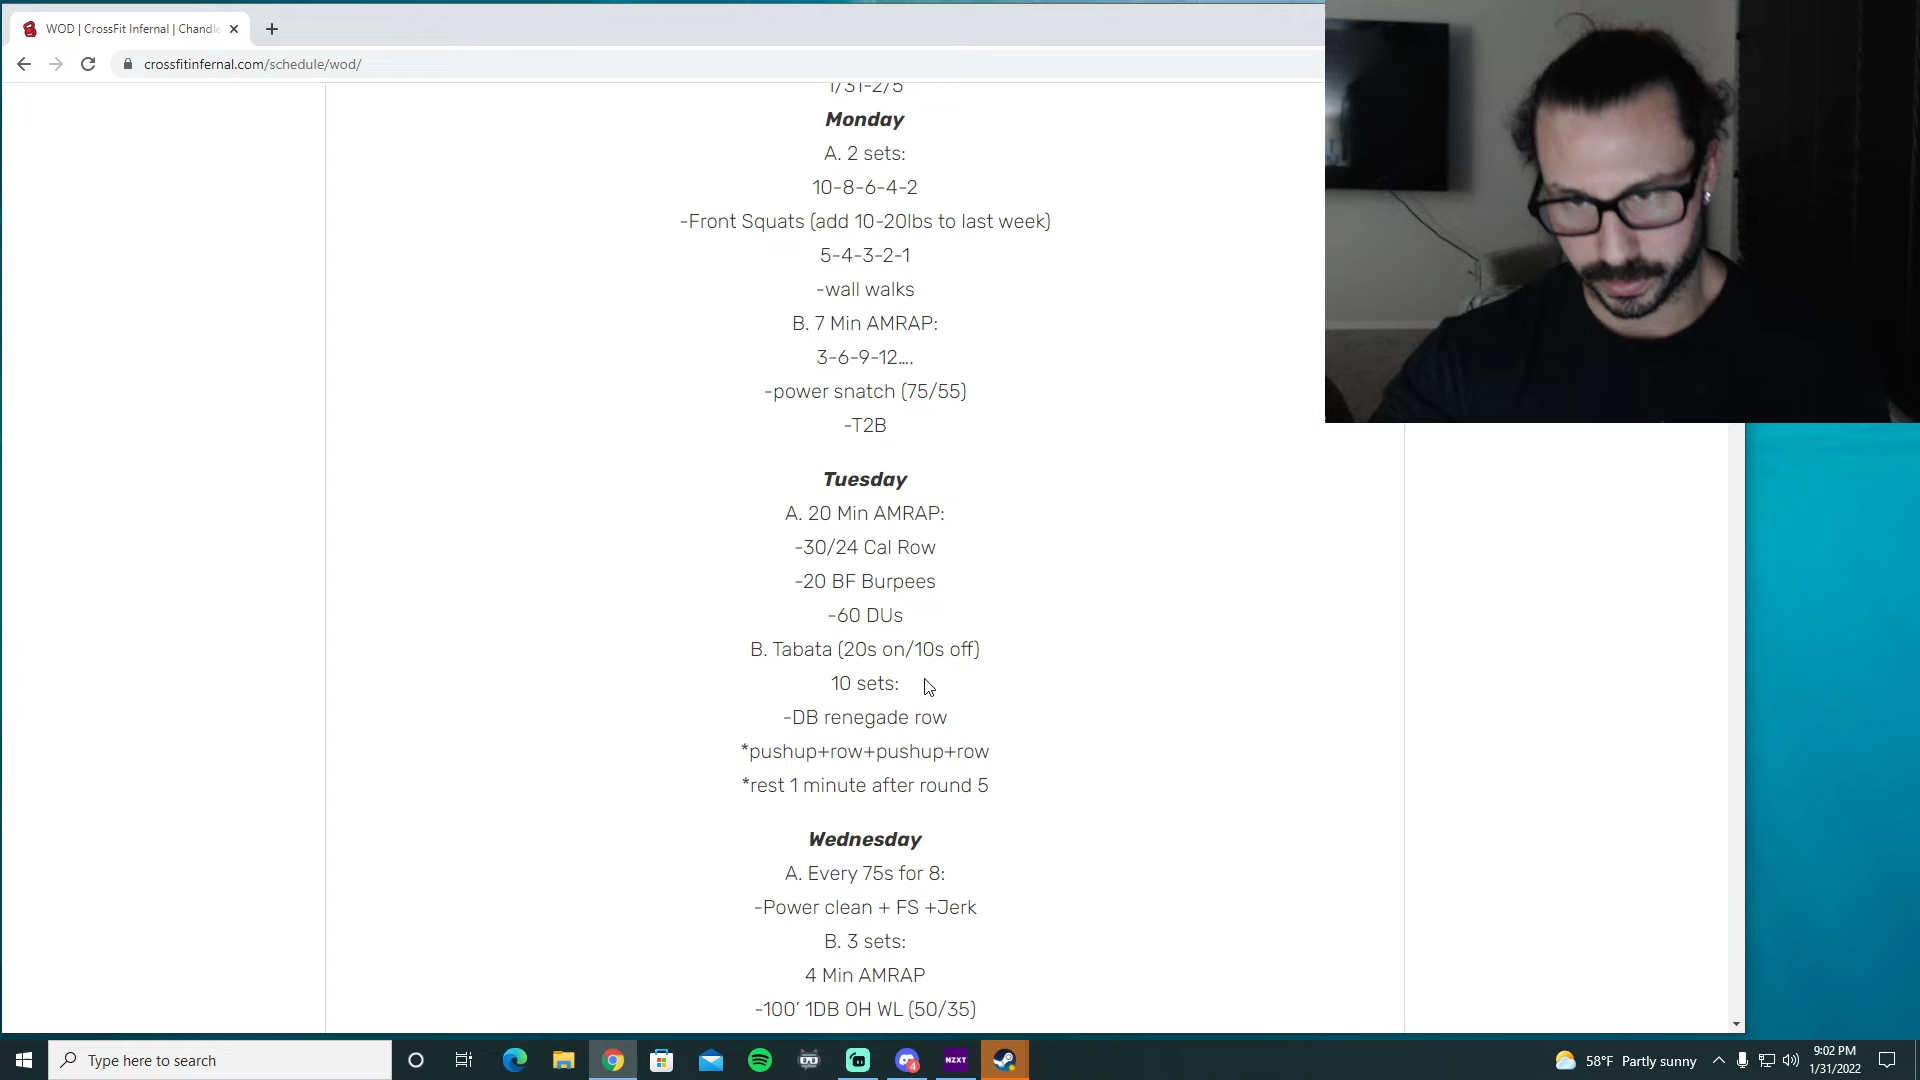 WOD | CrossFit Infernal | Chandle
crossfitinfernal.com/schedule/wod/
1/31-2/5
Monday
A. 2 sets:
10-8-6-4-2
-Front Squats (add 10-20lbs to last week)
5-4-3-2-1
-wall walks
B. 7 Min AMRAP:
3-6-9-12....
-power snatch (75/55)
-T2B
Tuesday
A. 20 Min AMRAP:
-30/24 Cal Row
-20 BF Burpees
-60 DUs
B. Tabata (20s on/10s off)
10 sets:
-DB renegade row
*pushup+row+pushup+row
*rest 1 minute after round 5
Wednesday
A. Every 75s for 8:
-Power clean + FS +Jerk
B. 3 sets:
4 Min AMRAP
-100' 1DB OH WL (50/35)
Type here to search
4
NZXT
58°F Partly sunny
9:02 PM
1/31/2022